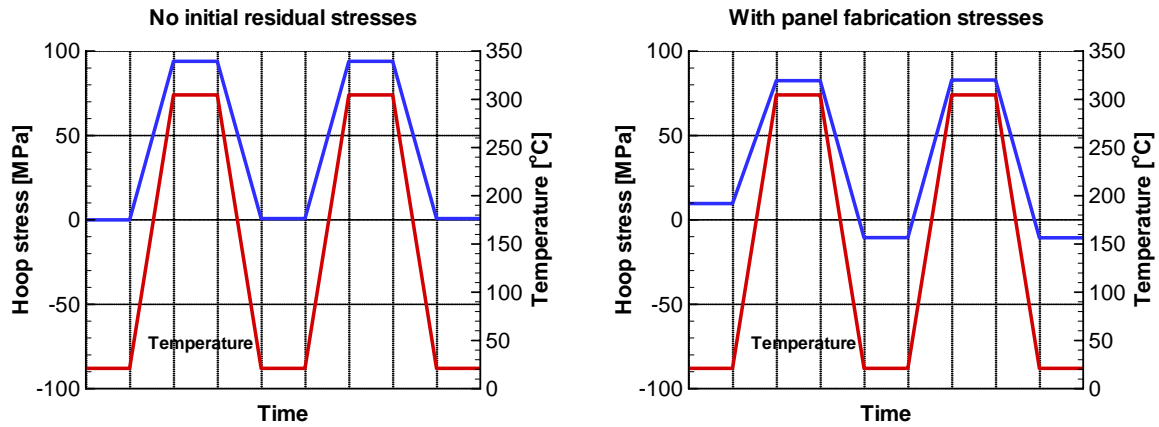 No initial residual stresses
100
50
0
-50
-100
Hoop stress [MPa]
350
300
250
200
150
100
50
0
Temperature [°C]
Temperature
Time
With panel fabrication stresses
100
50
0
-50
-100
Hoop stress [MPa]
350
300
250
200
150
100
50
0
Temperature [°C]
Temperature
Time